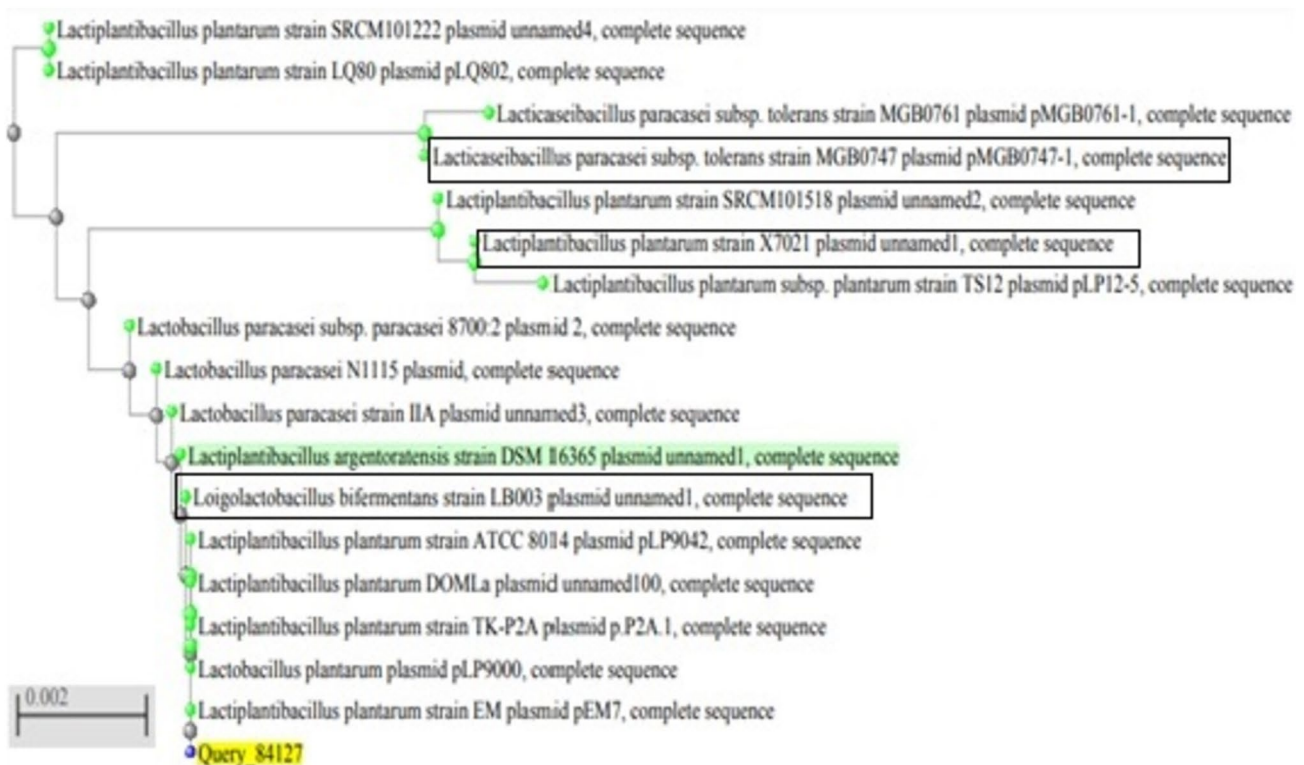 Lactiplantibacillus plantarum strain SRCM101222 plasmid unnamed4, complete sequence
Lactiplantibacillus plantarum strain LQ80 plasmid pLQ802, complete sequence
Lacticaseibacillus paracasei subsp. tolerans strain MGB0761 plasmid pMGB0761-1, complete sequence
Lacticaseibacillus paracasei subsp. tolerans strain MGB0747 plasmid pMGB0747-1, complete sequence
Lactiplantibacillus plantarum strain SRCM101518 plasmid unnamed2, complete sequence
Lactiplantibacillus plantarum strain X7021 plasmid unnamed1, complete sequence
Lactiplantibacillus plantarum subsp. plantarum strain TS12 plasmid pLP12-5, complete sequence
Lactobacillus paracasei subsp. paracasei 8700:2 plasmid 2, complete sequence
Lactobacillus paracasei N1115 plasmid, complete sequence
Lactobacillus paracasei strain IIA plasmid unnamed3, complete sequence
Lactiplantibacillus argentoratensis strain DSM 16365 plasmid unnamed1, complete sequence
Loigolactobacillus bifermentans strain LB003 plasmid unnamed1, complete sequence
Lactiplantibacillus plantarum strain ATCC 8014 plasmid pLP9042, complete sequence
Lactiplantibacillus plantarum DOMLa plasmid unnamed100, complete sequence
Lactiplantibacillus plantarum strain TK-P2A plasmid p.P2A.1, complete sequence
Lactobacillus plantarum plasmid pLP9000, complete sequence
Lactiplantibacillus plantarum strain EM plasmid pEM7, complete sequence
0.002
Query_84127